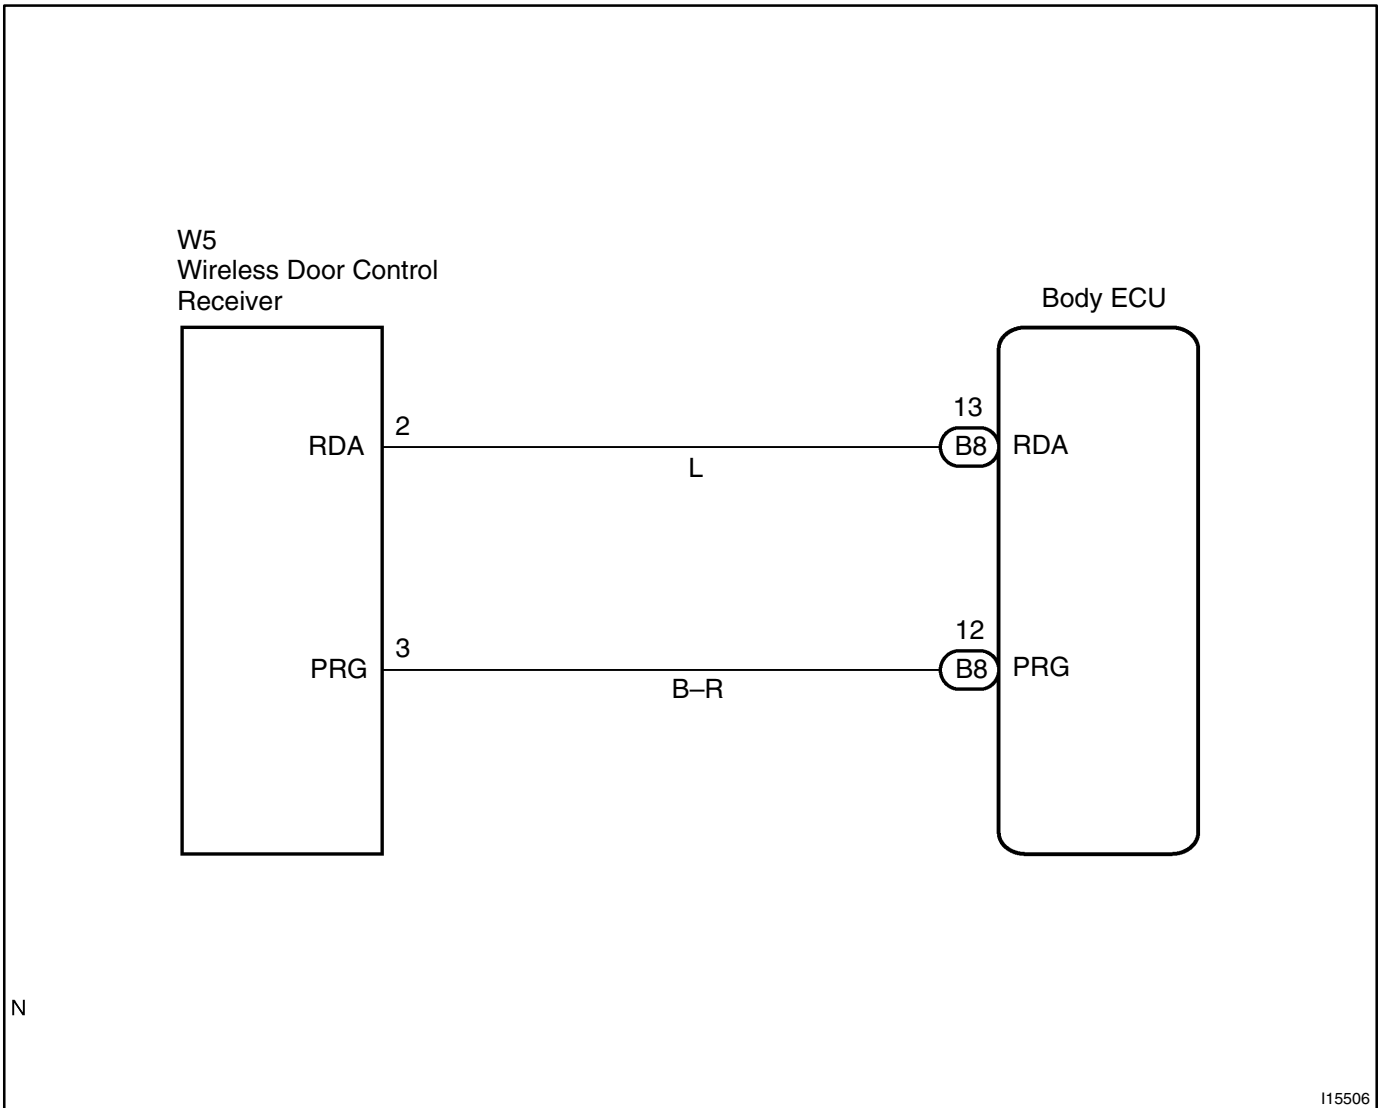 W5
Wireless Door Control
Receiver
Body ECU
RDA
2
L
13
B8
RDA
PRG
3
B–R
12
B8
PRG
N
I15506